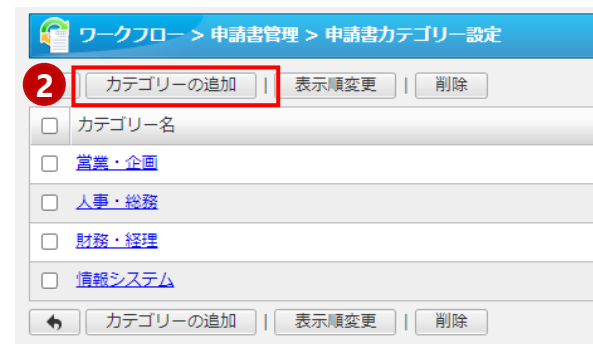 ワークフロー > 申請書管理 > 申請書カテゴリー設定
2 カテゴリーの追加 | 表示順変更 | 削除
カテゴリー名
営業・企画
人事・総務
財務・経理
情報システム
カテゴリーの追加 | 表示順変更 | 削除